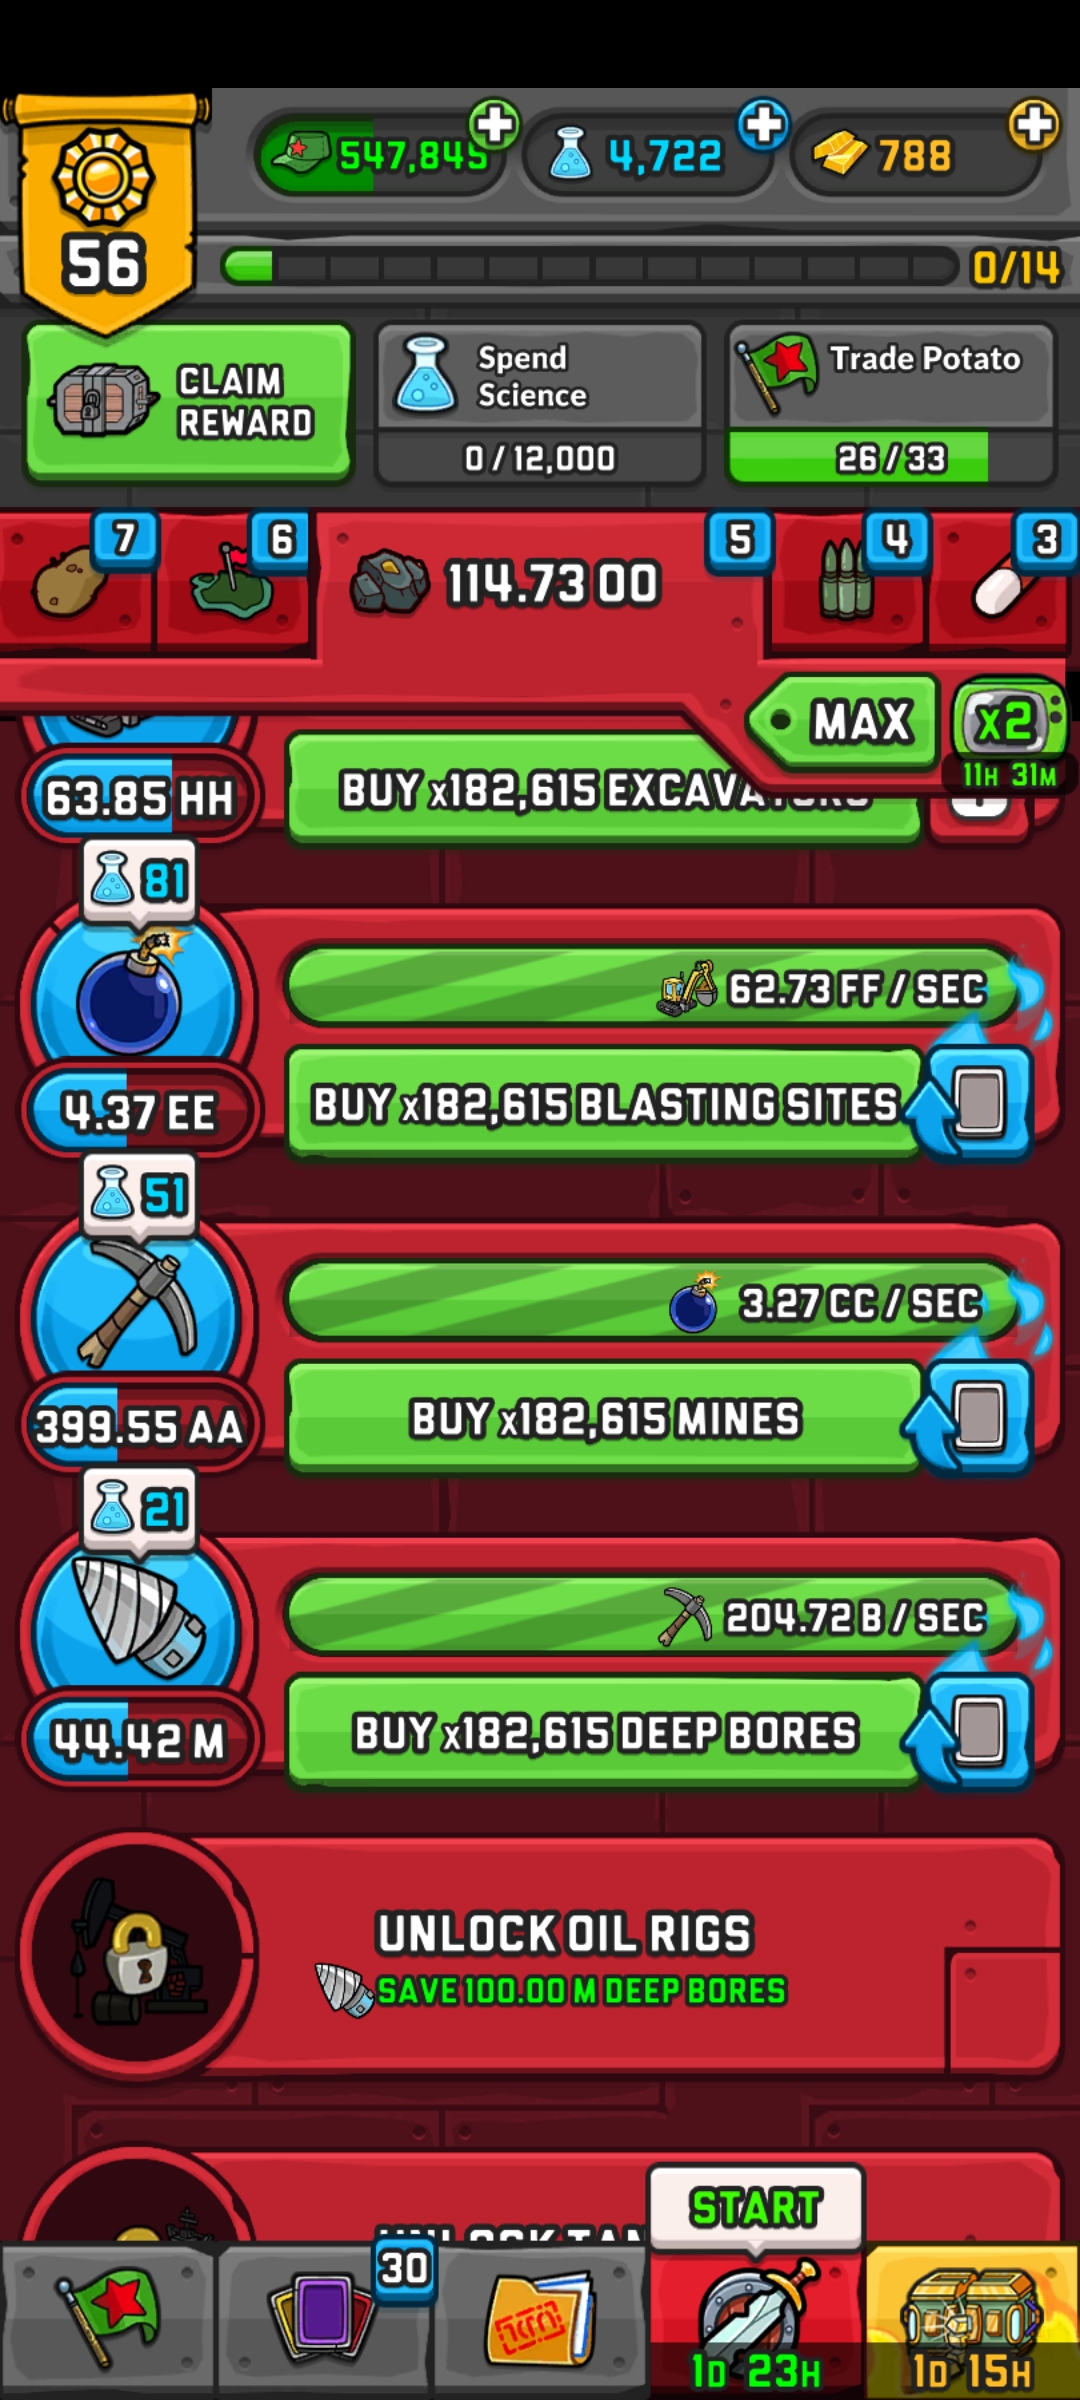 547,845
4,722
788
56
0/14
CLAIM
REWARD
Spend
Science
0 / 12,000
Trade Potato
26 / 33
7
6
114.73 OO
5
4
3
MAX
x2
11H 31M
63.85 HH
BUY x182,615 EXCAVATORS
81
62.73 FF / SEC
4.37 EE
BUY x182,615 BLASTING SITES
51
3.27 CC / SEC
399.55 AA
BUY x182,615 MINES
21
204.72 B / SEC
44.42 M
BUY x182,615 DEEP BORES
UNLOCK OIL RIGS
SAVE 100.00 M DEEP BORES
UNLOCK
START
30
1D 23H
1D 15H